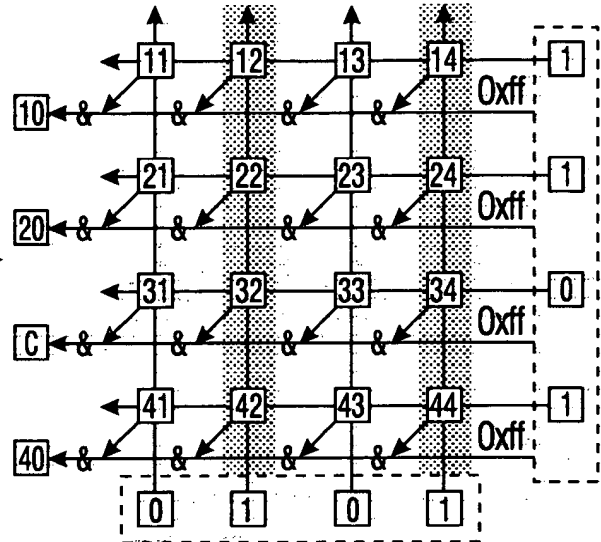 11 12 13 14 1
0xff
10 & & & &
21 22 23 24 1
0xff
20 & & & &
31 32 33 34 0
0xff
C & & & &
41 42 43 44 1
0xff
40 & & & &
0 1 0 1